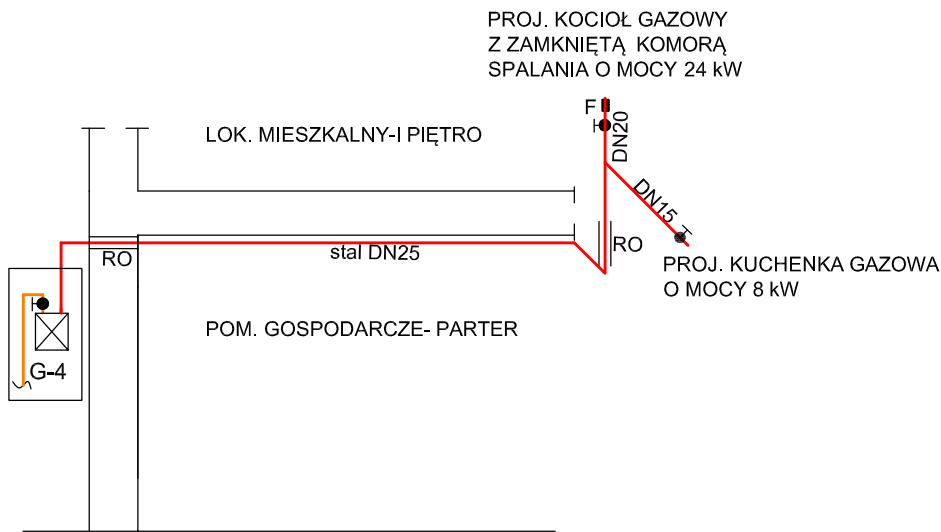 PROJ. KOCIOŁ GAZOWY
Z ZAMKNIĘTĄ KOMORĄ
SPALANIA O MOCY 24 kW
F
DN20
LOK. MIESZKALNY-I PIĘTRO
DN15
RO
stal DN25
RO
PROJ. KUCHENKA GAZOWA
O MOCY 8 kW
POM. GOSPODARCZE- PARTER
G-4